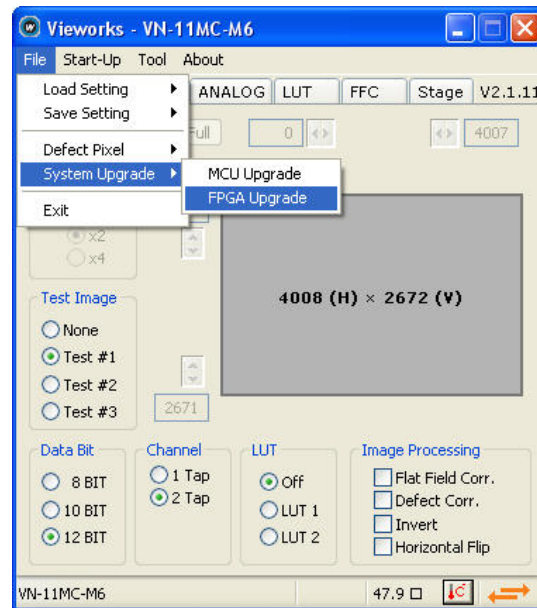 Vieworks - VN-11MC-M6
File Start-Up Tool About
ANALOG LUT FFC Stage V2.1.11
Load Setting
Save Setting
Defect Pixel
System Upgrade
Exit
MCU Upgrade
FPGA Upgrade
Full 0 4007
x2
x4
4008 (H) × 2672 (V)
Test Image
None
Test #1
Test #2
Test #3
2671
Data Bit
8 BIT
10 BIT
12 BIT
Channel
1 Tap
2 Tap
LUT
Off
LUT 1
LUT 2
Image Processing
Flat Field Corr.
Defect Corr.
Invert
Horizontal Flip
VN-11MC-M6 47.9